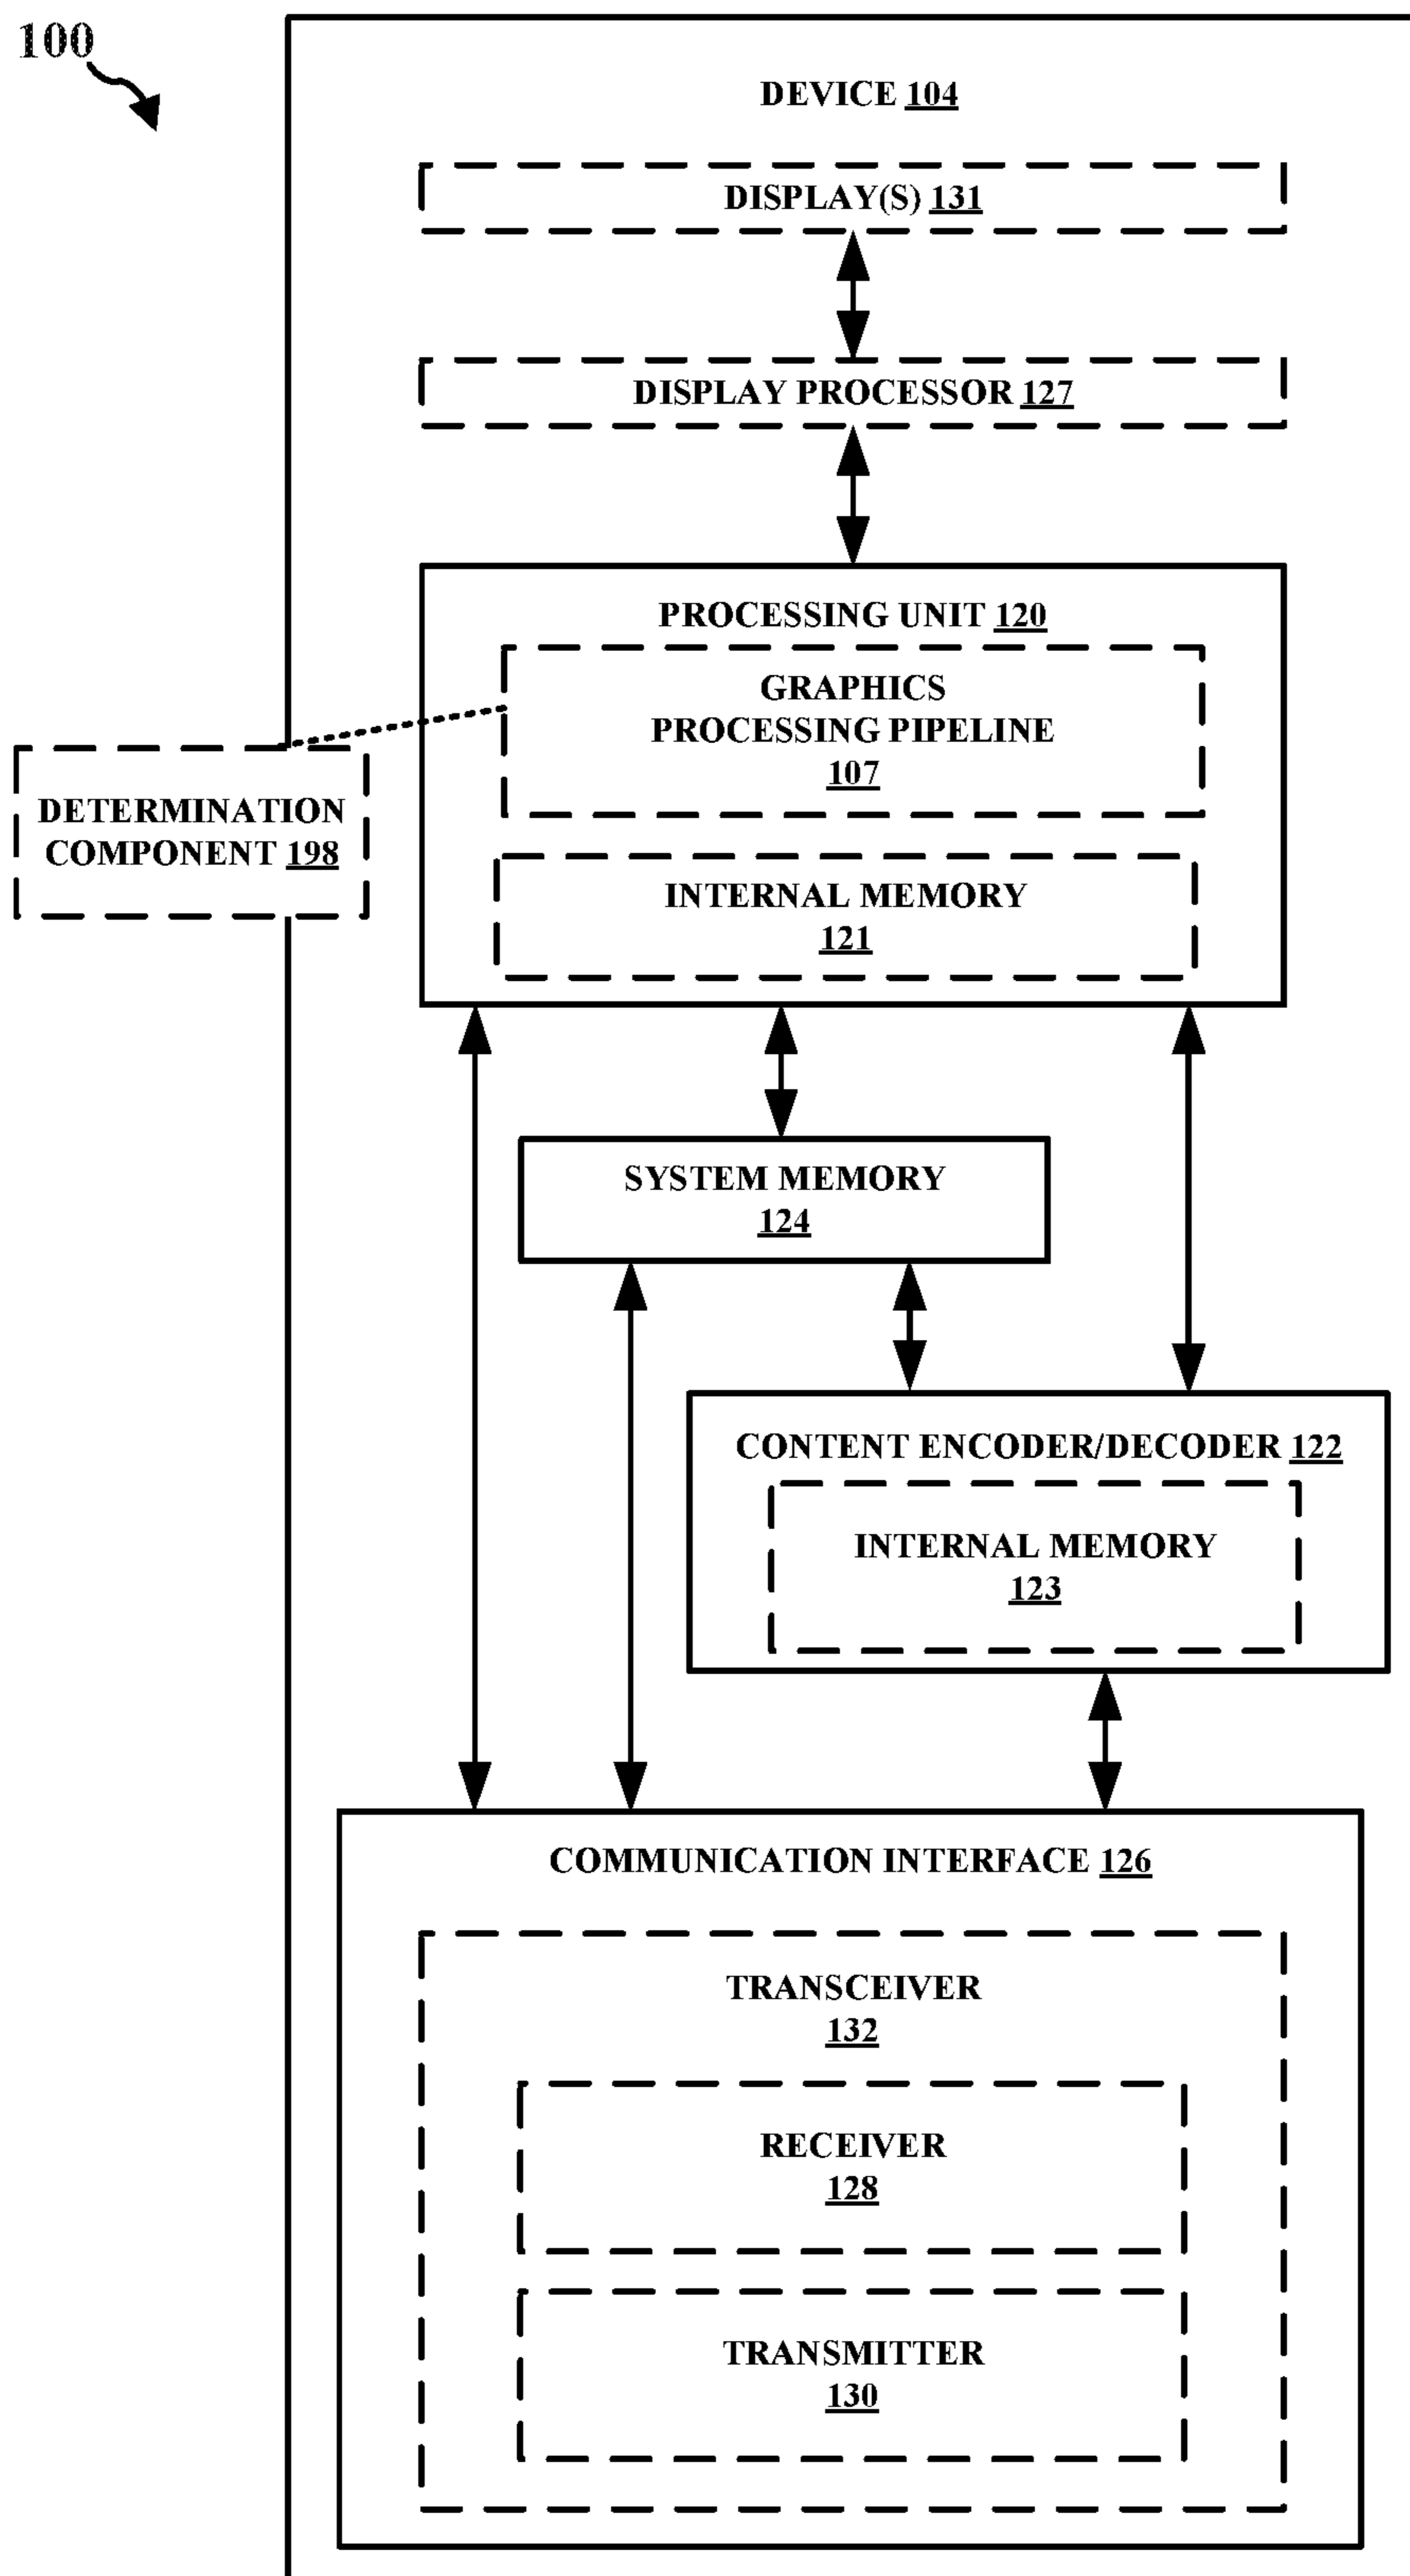 100
DEVICE 104
DISPLAY(S) 131
DISPLAY PROCESSOR 127
PROCESSING UNIT 120
GRAPHICS
PROCESSING PIPELINE
107
DETERMINATION
COMPONENT 198
INTERNAL MEMORY
121
SYSTEM MEMORY
124
CONTENT ENCODER/DECODER 122
INTERNAL MEMORY
123
COMMUNICATION INTERFACE 126
TRANSCEIVER
132
RECEIVER
128
TRANSMITTER
130